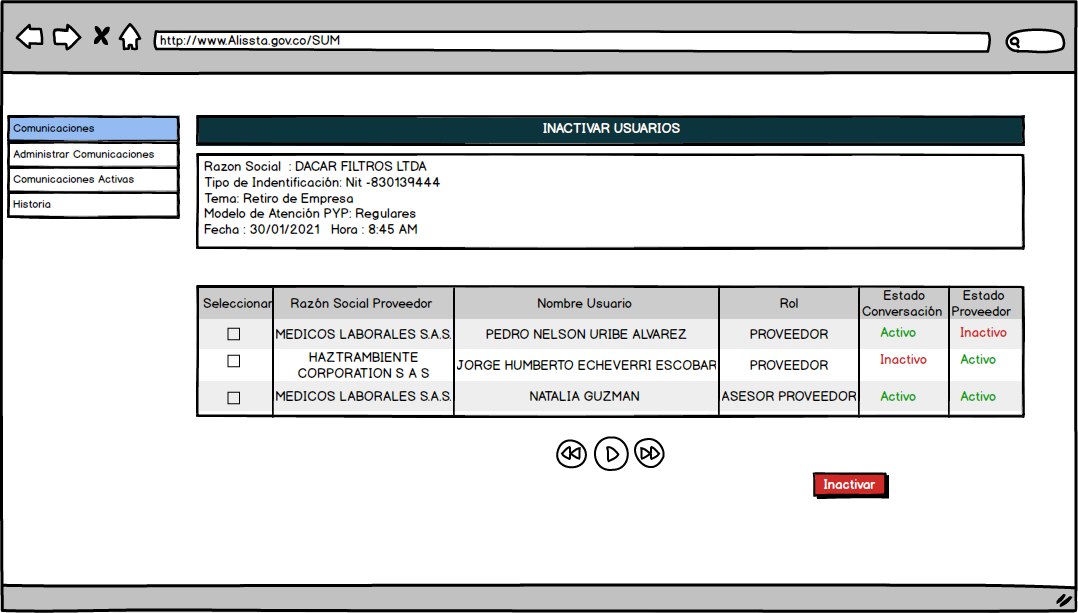 http://www.Alissta.gov.co/SUM
Comunicaciones
Administrar Comunicaciones
Comunicaciones Activas
Historia
INACTIVAR USUARIOS
Razon Social : DACAR FILTROS LTDA
Tipo de Indentificación: Nit -830139444
Tema: Retiro de Empresa
Modelo de Atención PYP: Regulares
Fecha : 30/01/2021 Hora : 8:45 AM
Seleccionar Razón Social Proveedor Nombre Usuario Rol Estado Conversación Estado Proveedor
MEDICOS LABORALES S.A.S. PEDRO NELSON URIBE ALVAREZ PROVEEDOR Activo Inactivo
HAZTRAMBIENTE CORPORATION S A S JORGE HUMBERTO ECHEVERRI ESCOBAR PROVEEDOR Inactivo Activo
MEDICOS LABORALES S.A.S. NATALIA GUZMAN ASESOR PROVEEDOR Activo Activo
Inactivar